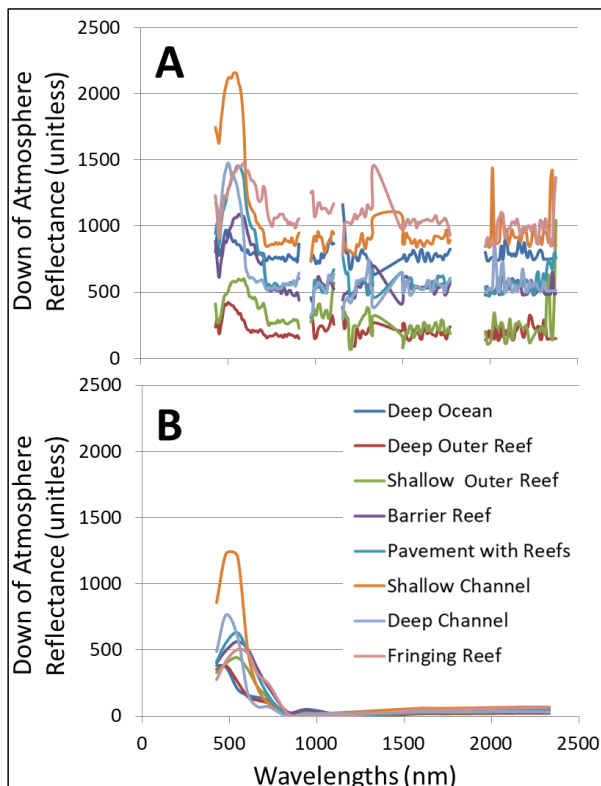 A
Down of Atmosphere
Reflectance (unitless)
2500
2000
1500
1000
500
0
B
Down of Atmosphere
Reflectance (unitless)
2500
2000
1500
1000
500
0
Deep Ocean
Deep Outer Reef
Shallow Outer Reef
Barrier Reef
Pavement with Reefs
Shallow Channel
Deep Channel
Fringing Reef
0 500 1000 1500 2000 2500
Wavelengths (nm)